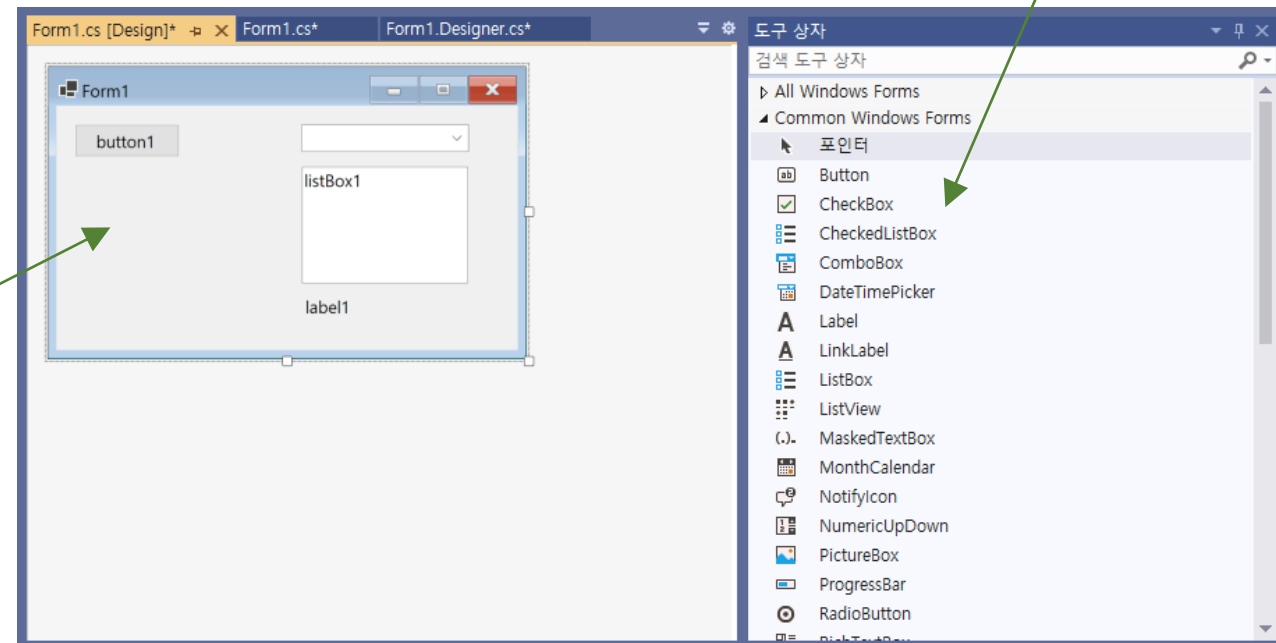 Form1.cs [Design]*
Form1.cs*
Form1.Designer.cs*
Form1
button1
listBox1
label1
도구 상자
검색 도구 상자
All Windows Forms
Common Windows Forms
포인터
Button
CheckBox
CheckedListBox
ComboBox
DateTimePicker
Label
LinkLabel
ListBox
ListView
MaskedTextBox
MonthCalendar
NotifyIcon
NumericUpDown
PictureBox
ProgressBar
RadioButton